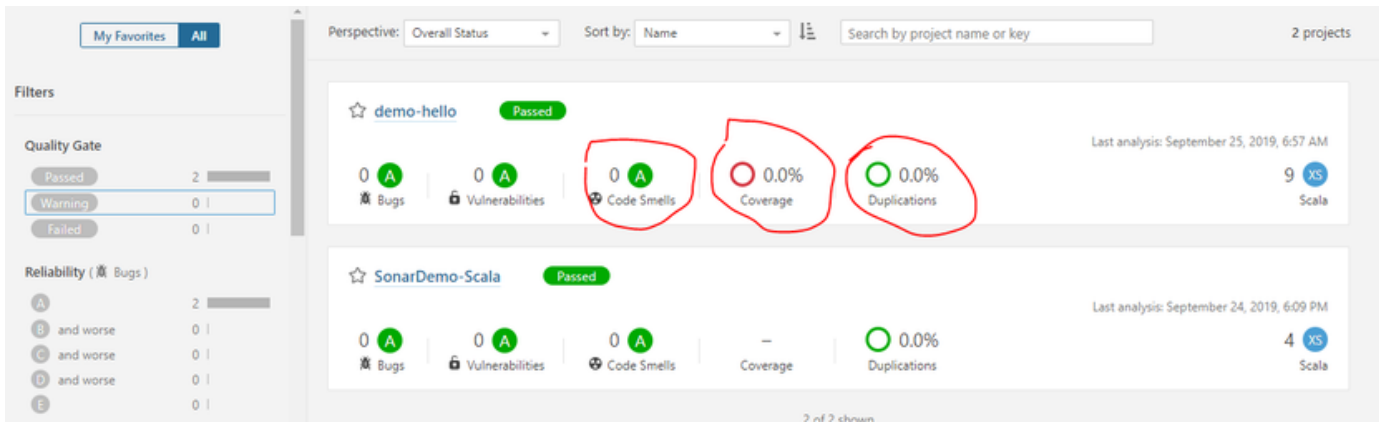 My Favorites All
Perspective: Overall Status Sort by: Name Search by project name or key 2 projects
Filters
Quality Gate
Passed 2
Warning 0
Failed 0
Reliability ( Bugs )
A 2
B and worse 0
C and worse 0
D and worse 0
E 0
demo-hello Passed
Last analysis: September 25, 2019, 6:57 AM
0 A 0 A 0 A 0.0% 0.0% 9 XS
Bugs Vulnerabilities Code Smells Coverage Duplications Scala
SonarDemo-Scala Passed
Last analysis: September 24, 2019, 6:09 PM
0 A 0 A 0 A – 0.0% 4 XS
Bugs Vulnerabilities Code Smells Coverage Duplications Scala
2 of 2 shown